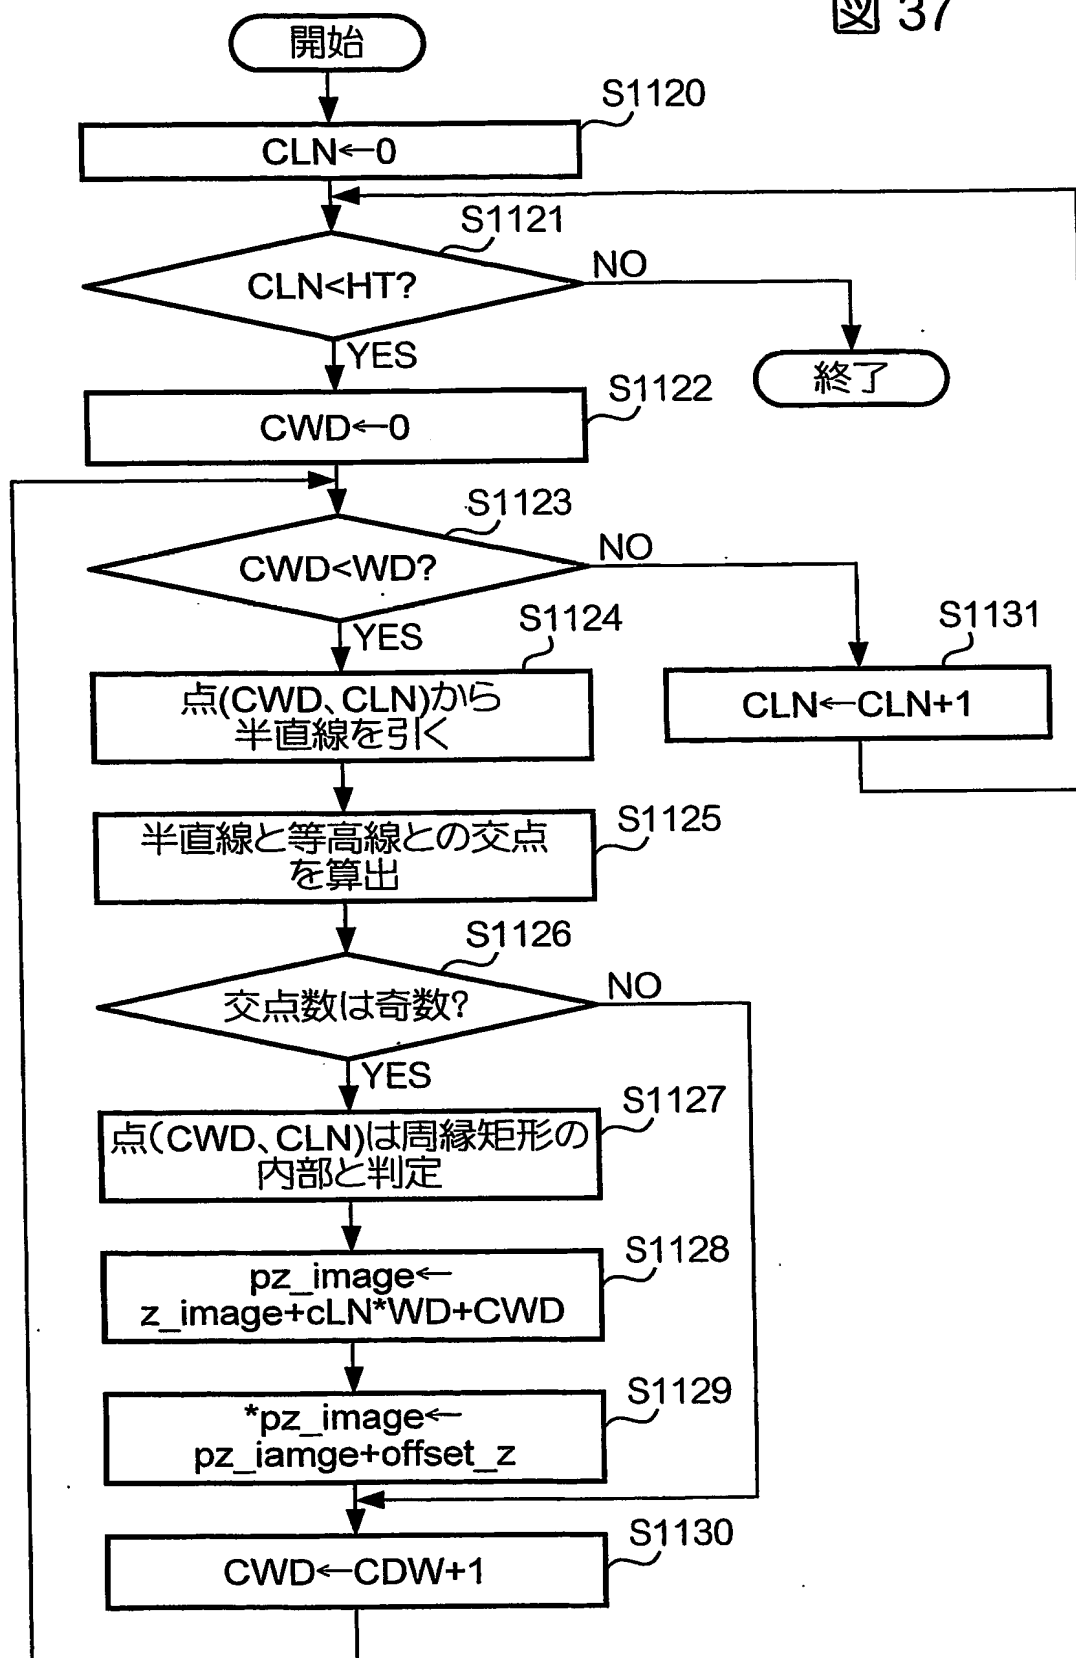 図 37
開始
S1120
CLN←0
S1121
CLN<HT?
NO
YES
終了
S1122
CWD←0
S1123
CWD<WD?
NO
YES
S1124
点(CWD、CLN)から
半直線を引く
S1131
CLN←CLN+1
S1125
半直線と等高線との交点
を算出
S1126
交点数は奇数?
NO
YES
S1127
点(CWD、CLN)は周縁矩形の
内部と判定
S1128
pz_image←
z_image+cLN*WD+CWD
S1129
*pz_image←
pz_iamge+offset_z
S1130
CWD←CDW+1